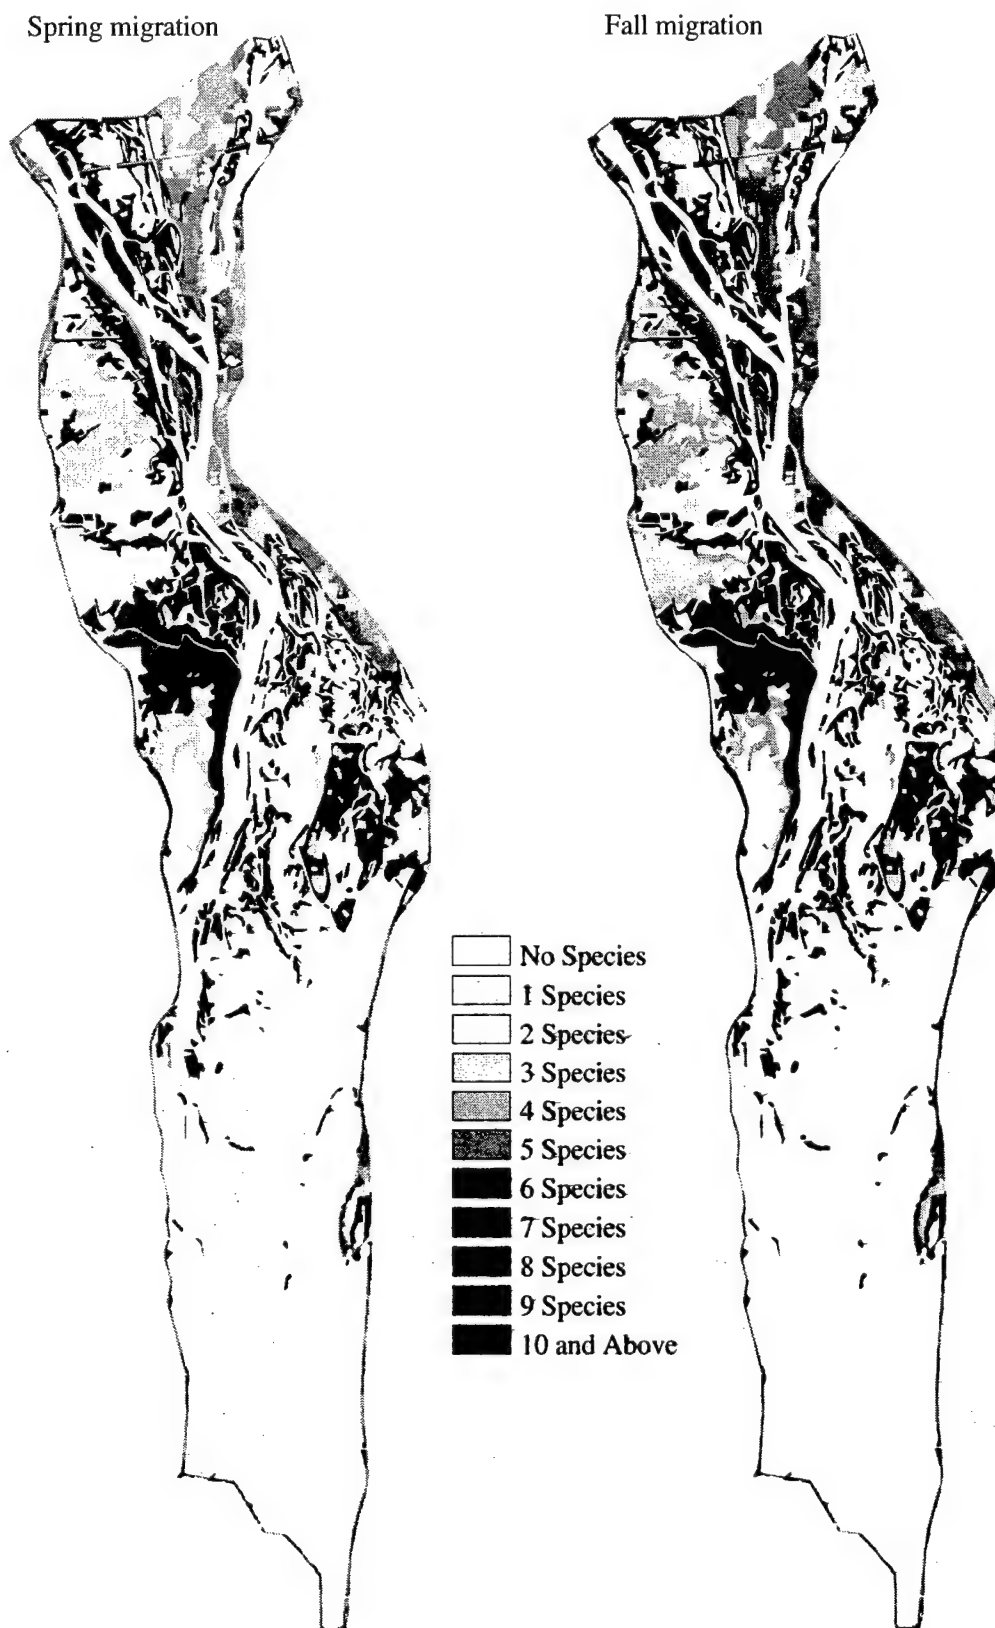 Spring migration
Fall migration
No Species
1 Species
2 Species
3 Species
4 Species
5 Species
6 Species
7 Species
8 Species
9 Species
10 and Above